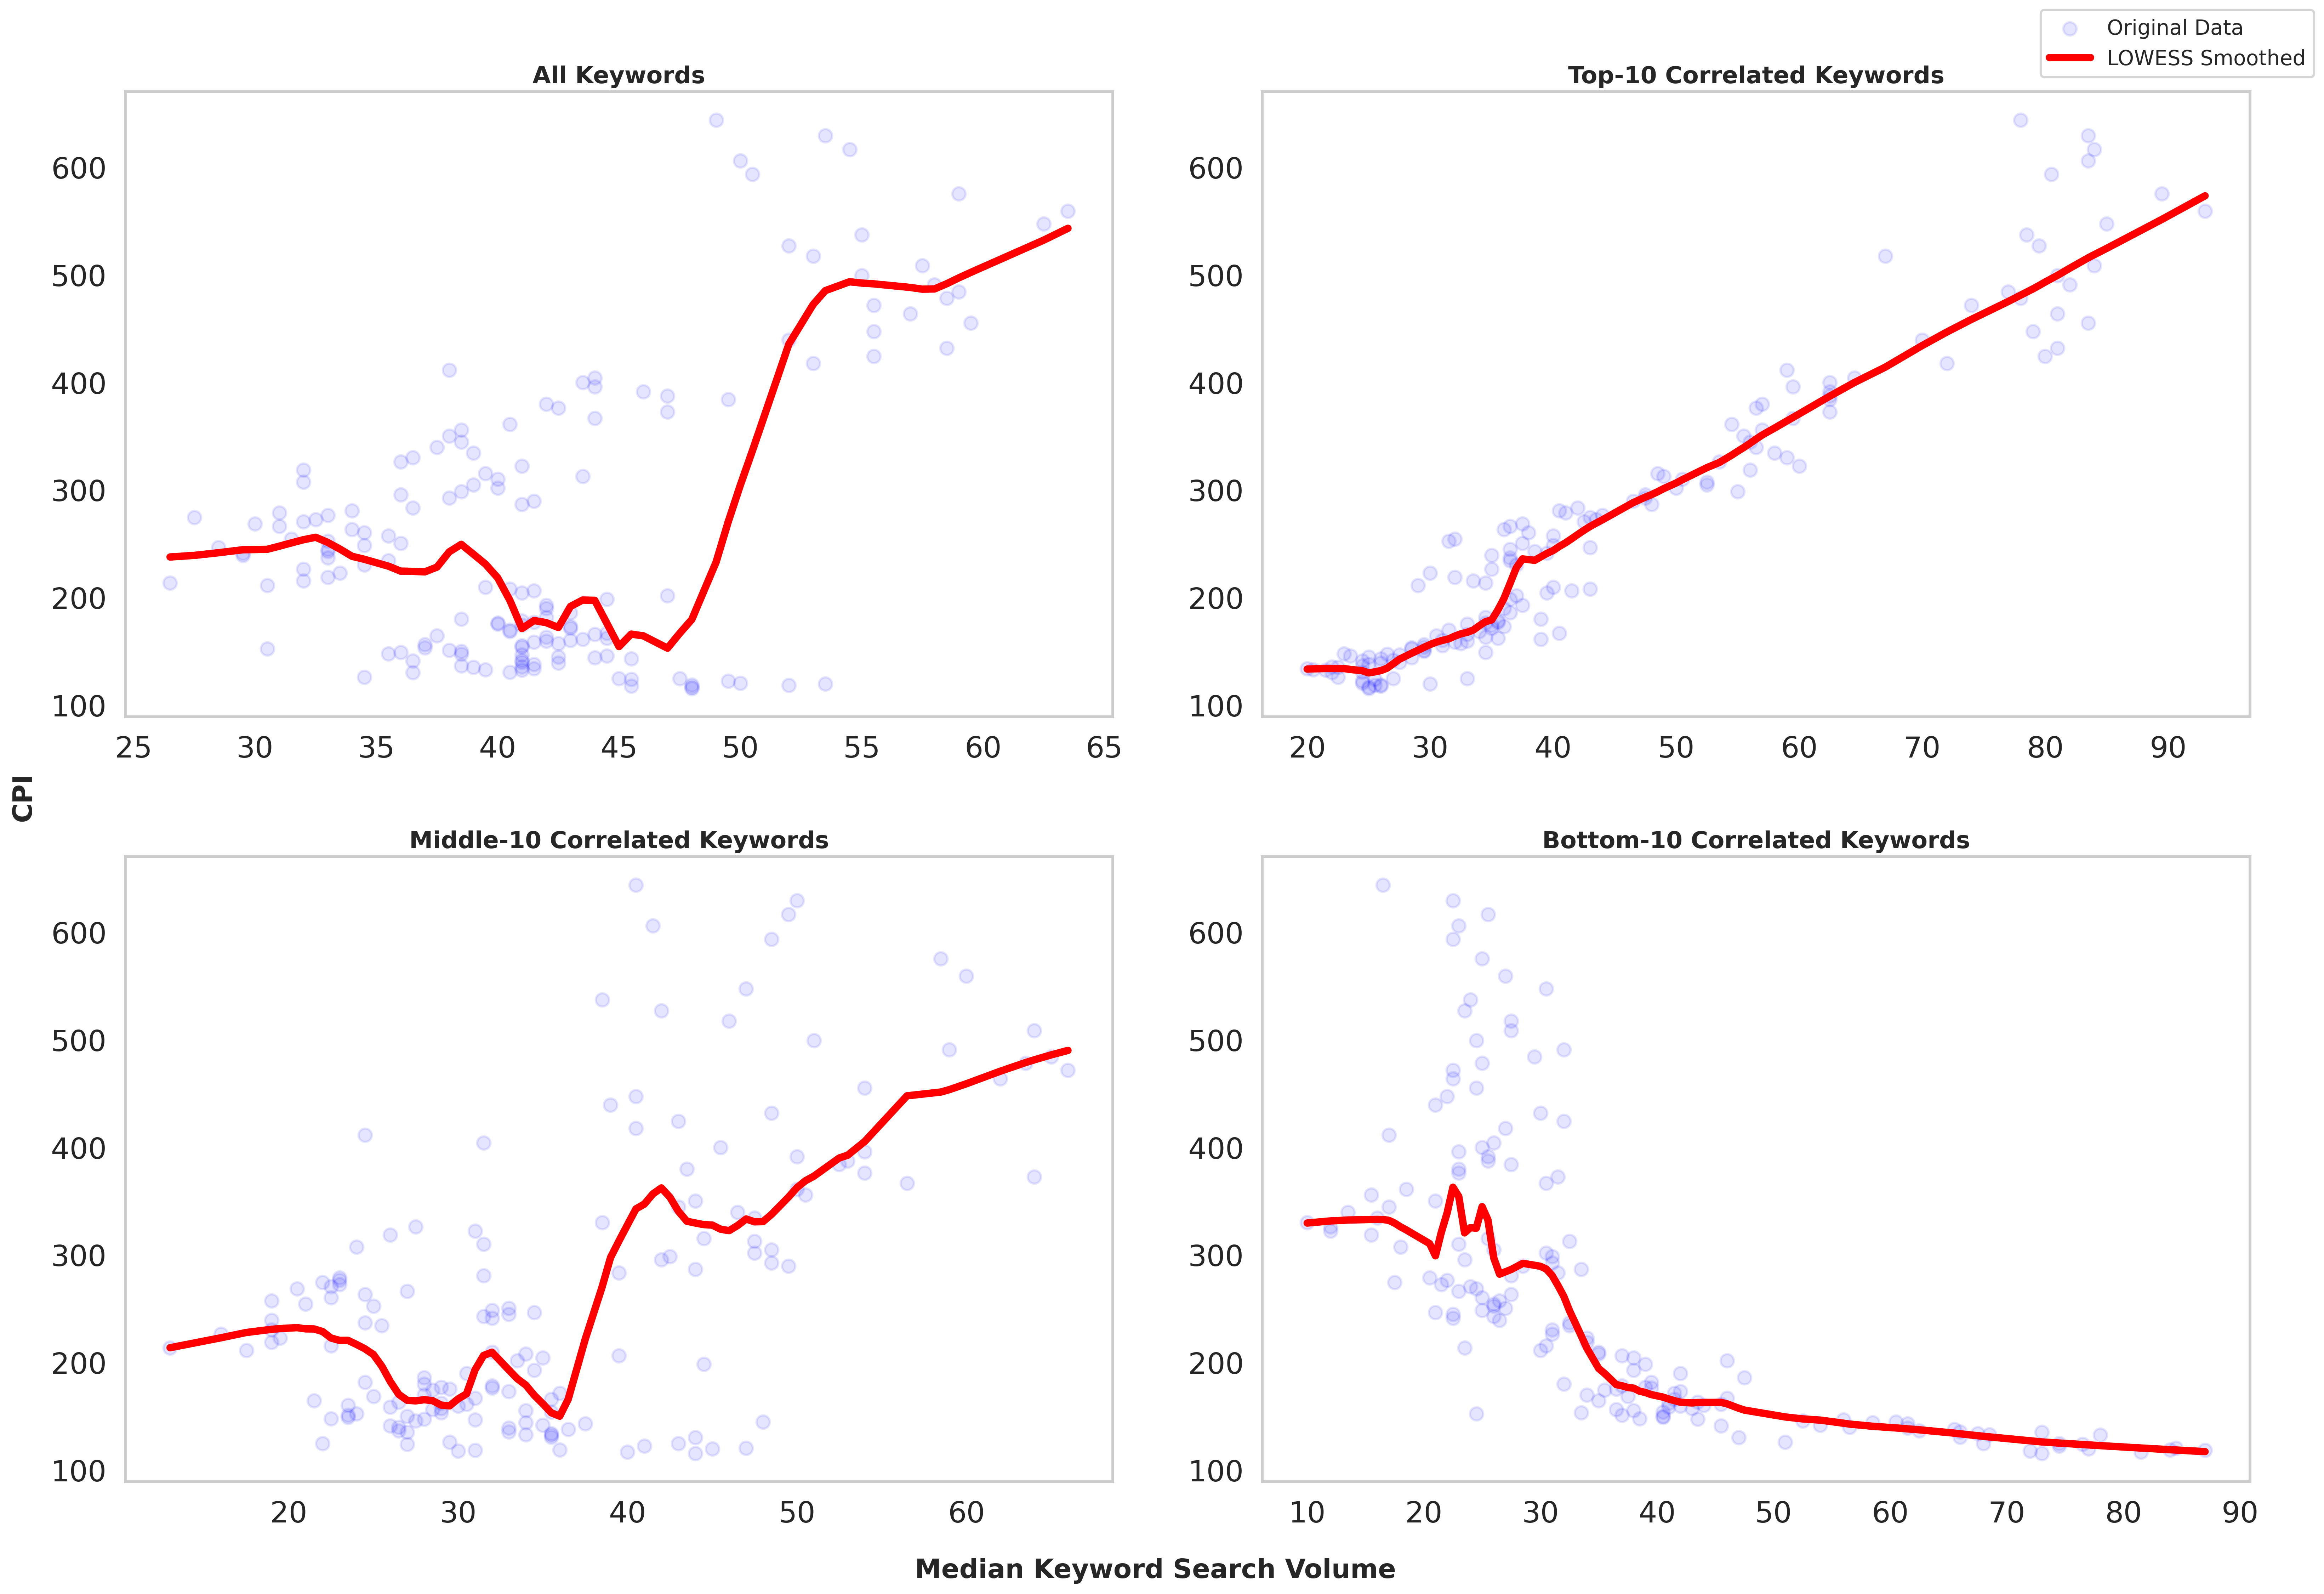 Original Data
LOWESS Smoothed
All Keywords
Top-10 Correlated Keywords
600
500
400
300
200
100
25 30 35 40 45 50 55 60 65
600
500
400
300
200
100
20 30 40 50 60 70 80 90
CPI
Middle-10 Correlated Keywords
Bottom-10 Correlated Keywords
600
500
400
300
200
100
20 30 40 50 60
600
500
400
300
200
100
10 20 30 40 50 60 70 80 90
Median Keyword Search Volume